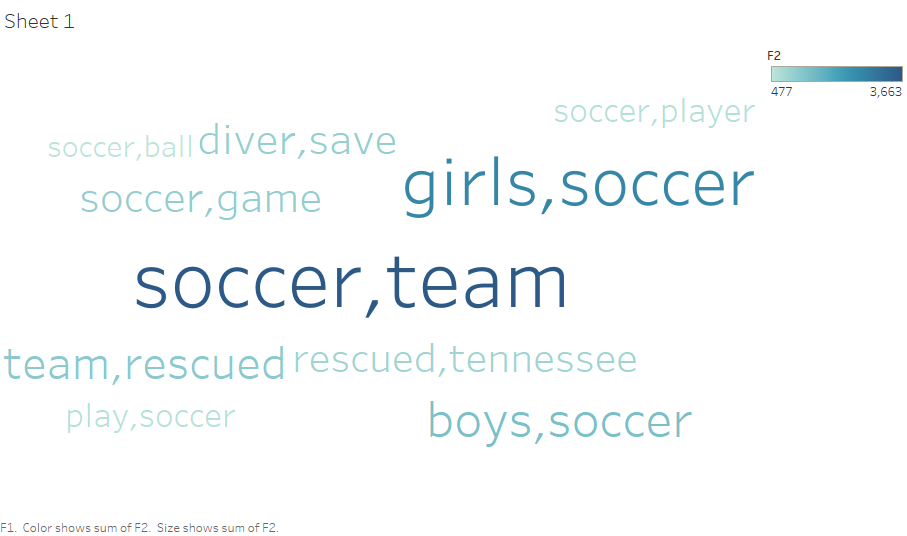 Sheet 1
F2
477 3,663
soccer,player
soccer,ball diver,save
soccer,game
girls,soccer
soccer,team
team,rescued rescued,tennessee
play,soccer
boys,soccer
F1. Color shows sum of F2. Size shows sum of F2.